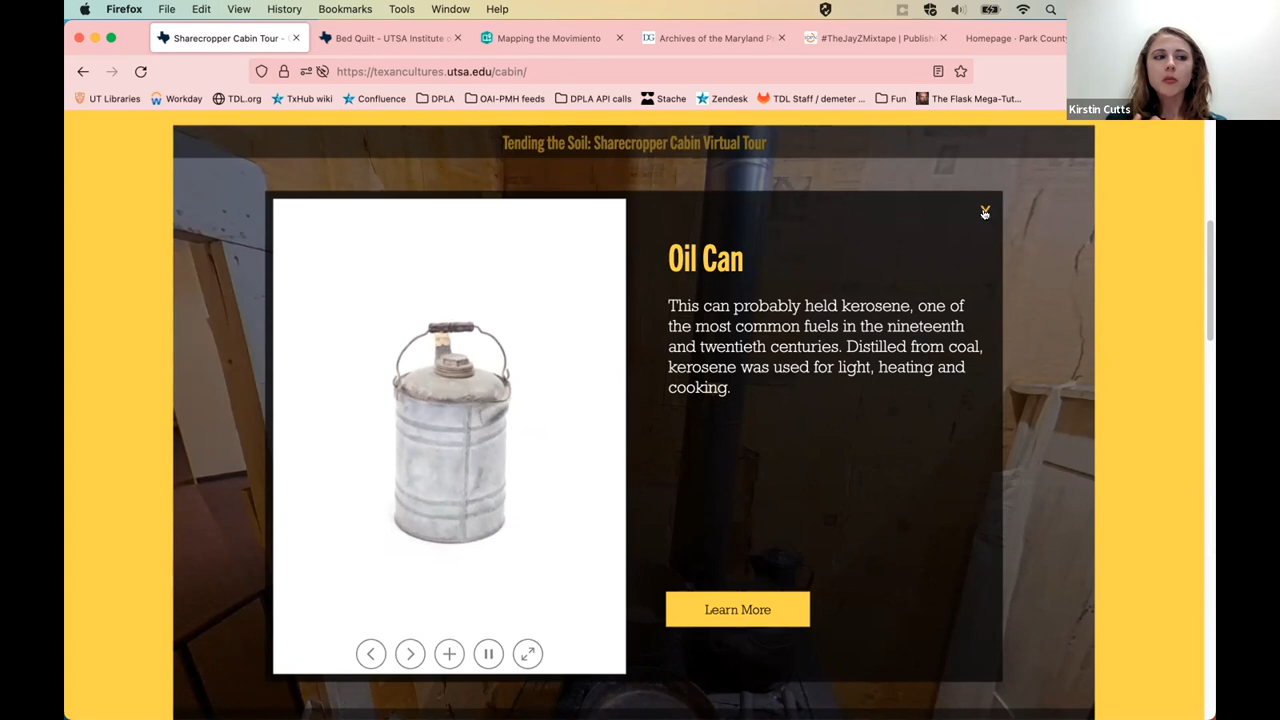 Firefox File Edit View History Bookmarks Tools Window Help
Sharecropper Cabin Tour - Bed Quilt - UTSA Institute o Mapping the Movimiento DG Archives of the Maryland P #TheJayZMixtape | Publish Homepage - Park County
https://texancultures.utsa.edu/cabin/
UT Libraries Workday TDL.org TxHub wiki Confluence DPLA OAI-PMH feeds DPLA API calls Stache Zendesk TDL Staff / demeter ... Fun The Flask Mega-Tut...
Kirstin Cutts
Tending the Soil: Sharecropper Cabin Virtual Tour
Oil Can
This can probably held kerosene, one of
the most common fuels in the nineteenth
and twentieth centuries. Distilled from coal,
kerosene was used for light, heating and
cooking.
Learn More